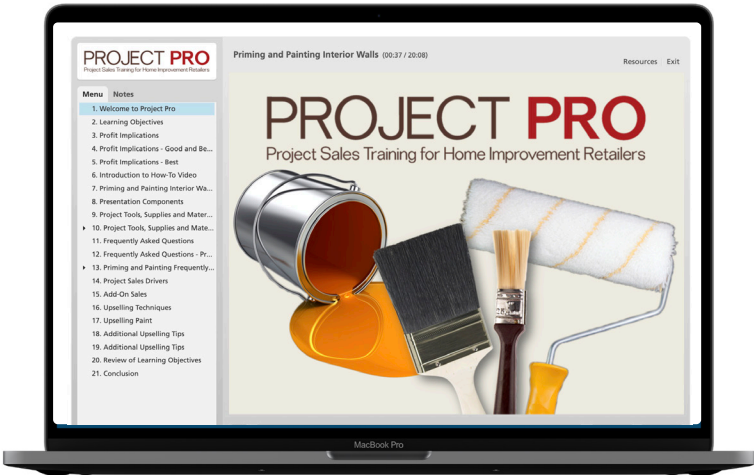 PROJECT PRO
Project Sales Training for Home Improvement Retailers
Priming and Painting Interior Walls (00:37 / 20:08)
Resources Exit
Menu Notes
1. Welcome to Project Pro
2. Learning Objectives
3. Profit Implications
4. Profit Implications - Good and Be...
5. Profit Implications - Best
6. Introduction to How-To Video
7. Priming and Painting Interior Wa...
8. Presentation Components
9. Project Tools, Supplies and Mater...
10. Project Tools, Supplies and Mate...
11. Frequently Asked Questions
12. Frequently Asked Questions - Pr...
13. Priming and Painting Frequently...
14. Project Sales Drivers
15. Add-On Sales
16. Upselling Techniques
17. Upselling Paint
18. Additional Upselling Tips
19. Additional Upselling Tips
20. Review of Learning Objectives
21. Conclusion
PROJECT PRO
Project Sales Training for Home Improvement Retailers
MacBook Pro